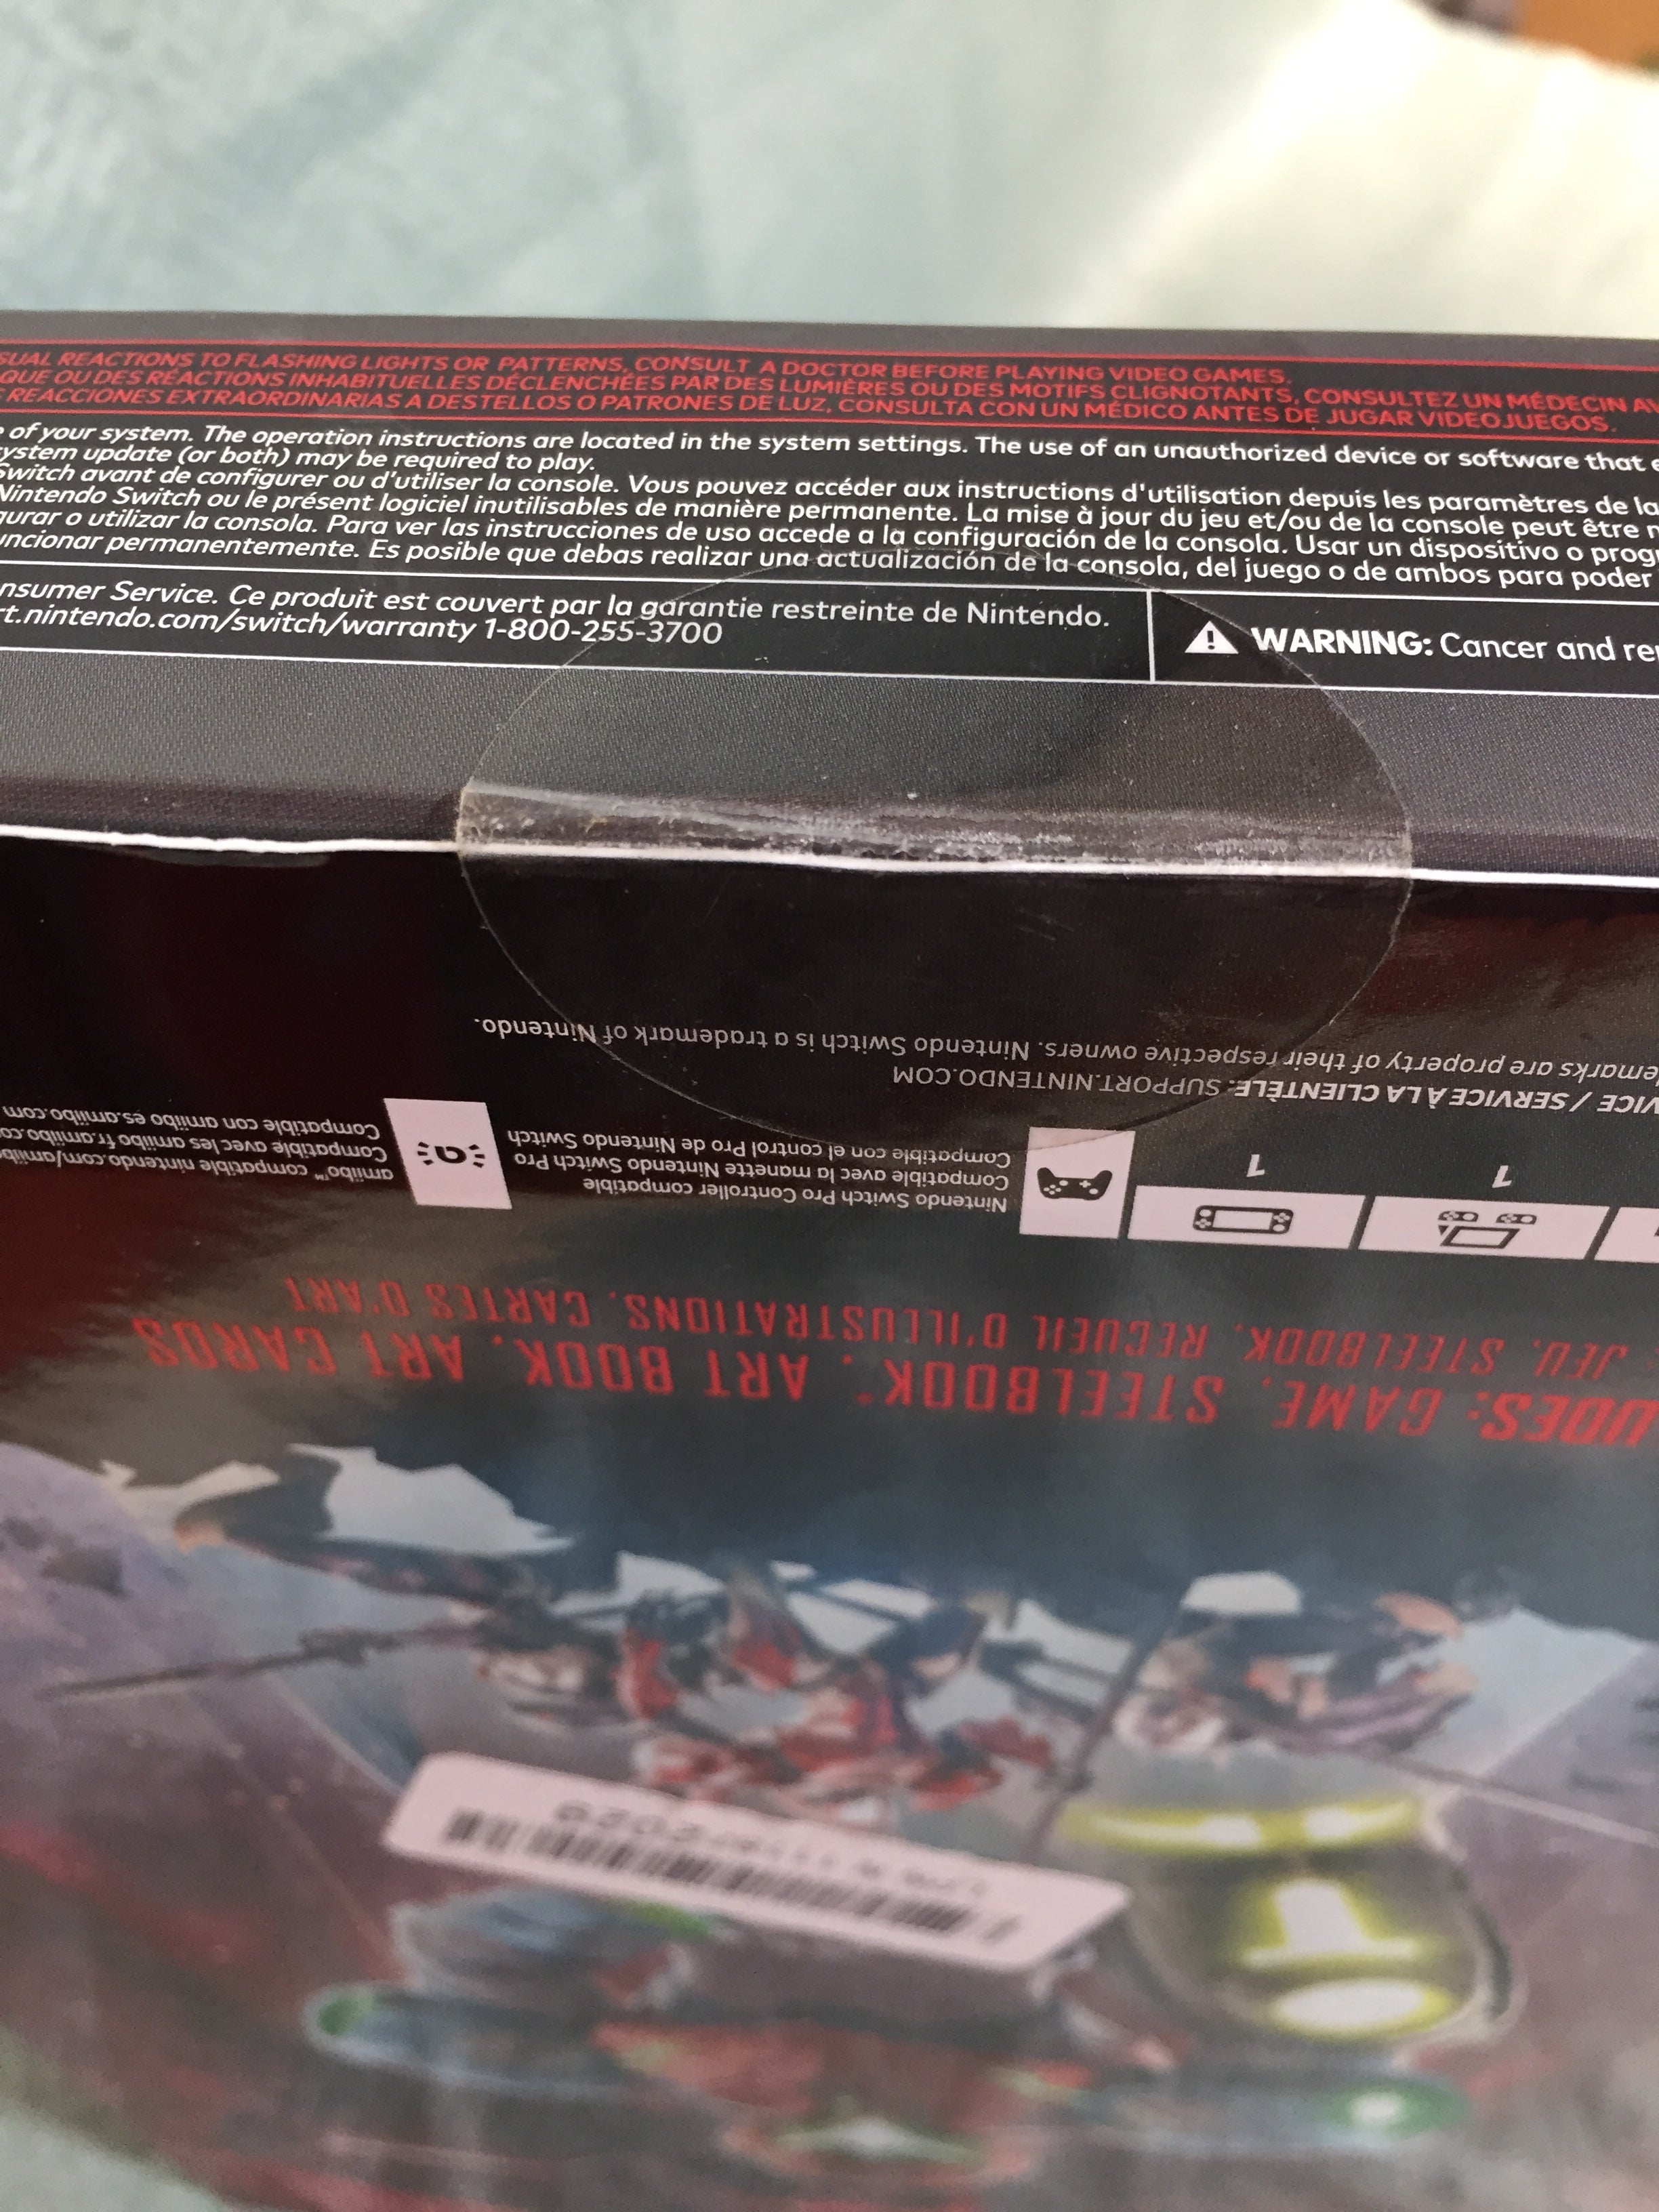 SUAL REACTIONS TO FLASHING LIGHTS OR PATTERNS, CONSULT A DOCTOR BEFORE PLAYING VIDEO GAMES.
QUE OU DES RÉACTIONS INHABITUELLES DÉCLENCHÉES PAR DES LUMIÈRES OU DES MOTIFS CLIGNOTANTS, CONSULTEZ UN MÉDECIN AV
REACCIONES EXTRAORDINARIAS A DESTELLOS O PATRONES DE LUZ, CONSULTA CON UN MÉDICO ANTES DE JUGAR VIDEOJUEGOS.
of your system. The operation instructions are located in the system settings. The use of an unauthorized device or software that
ystem update (or both) may be required to play.
Switch avant de configurer ou d'utiliser la console. Vous pouvez accéder aux instructions d'utilisation depuis les paramètres de la
Nintendo Switch ou le présent logiciel inutilisables de manière permanente. La mise à jour du jeu et/ou de la console peut être
gurar o utilizar la consola. Para ver las instrucciones de uso accede a la configuración de la consola. Usar un dispositivo o prog
uncionar permanentemente. Es posible que debas realizar una actualización de la consola, del juego o de ambos para poder
nsumer Service. Ce produit est couvert par la garantie restreinte de Nintendo.
rt.nintendo.com/switch/warranty 1-800-255-3700
WARNING: Cancer and re
UDES: GAME, STEELBOOK™, ART BOOK, ART CARDS
JEU, STEELBOOK, RECUEIL D'ILLUSTRATIONS, CARTES D'ART
1
1
Nintendo Switch Pro Controller compatible
Compatible avec la manette Nintendo Switch Pro
Compatible con el control Pro de Nintendo Switch
amiibo™ compatible nintendo.com/amiibo
Compatible avec les amiibo fr.amiibo.co
Compatible con amiibo es.amiibo.com
VICE / SERVICE À LA CLIENTÈLE: SUPPORT.NINTENDO.COM
demarks are property of their respective owners. Nintendo Switch is a trademark of Nintendo.